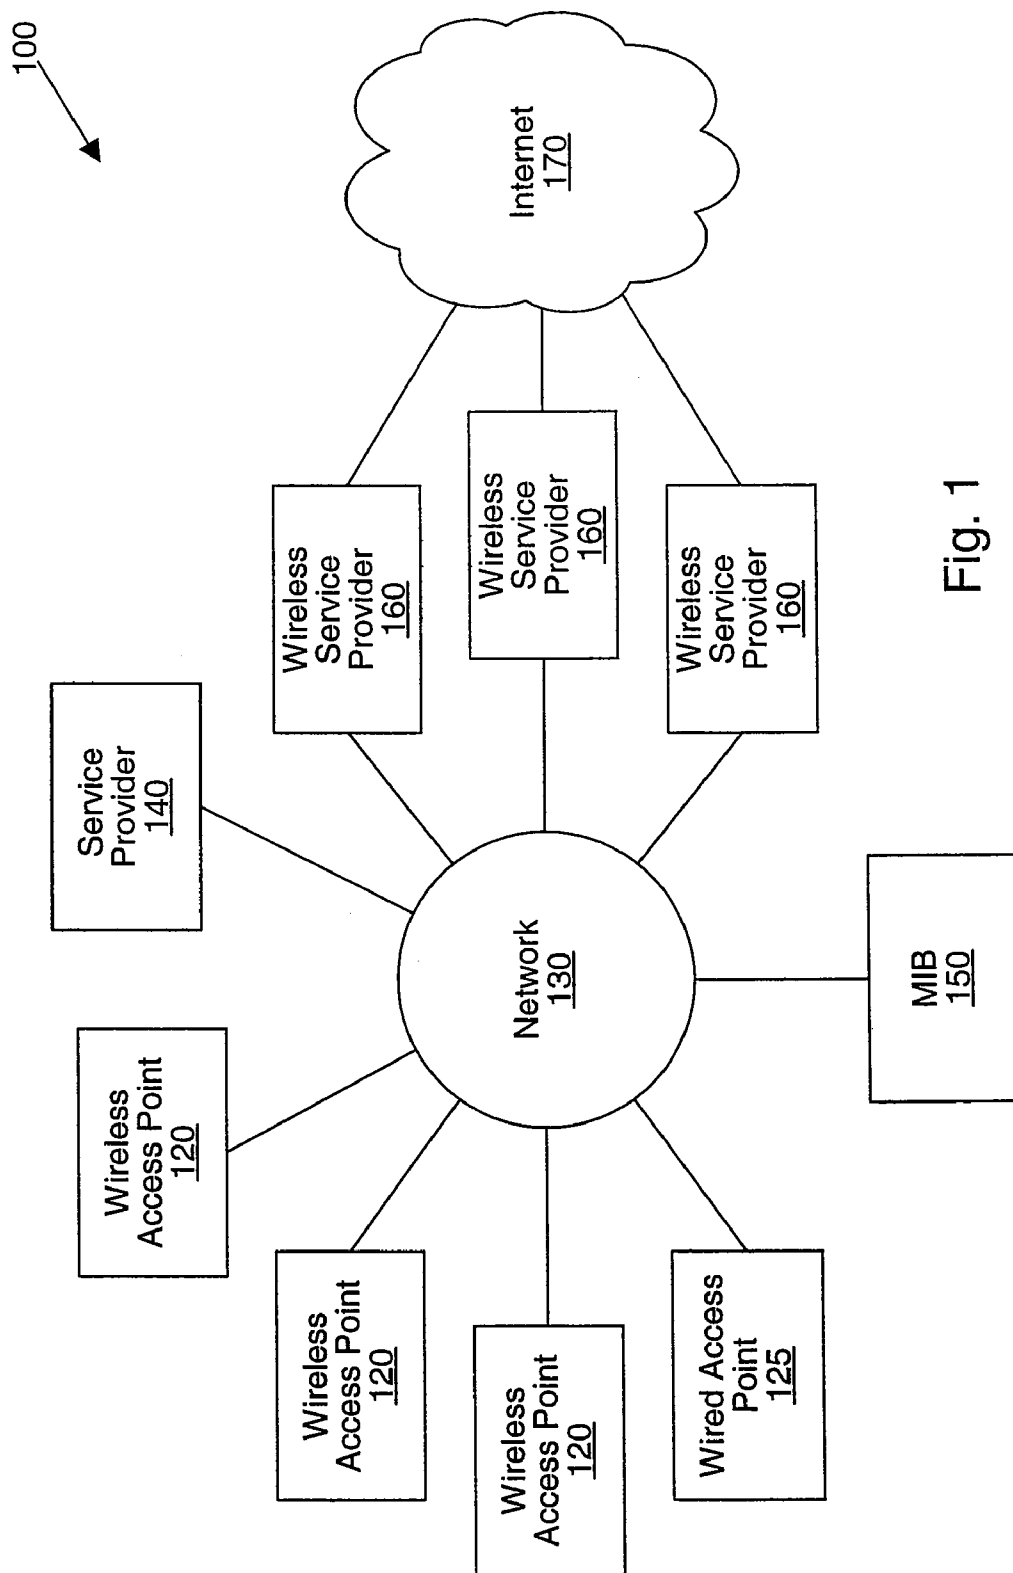 100
Service
Provider
140
Wireless
Access Point
120
Wireless
Service
Provider
160
Wireless
Access Point
120
Internet
170
Wireless
Service
Provider
160
Network
130
Wireless
Access Point
120
Wireless
Service
Provider
160
Wired Access
Point
125
MIB
150
Fig. 1